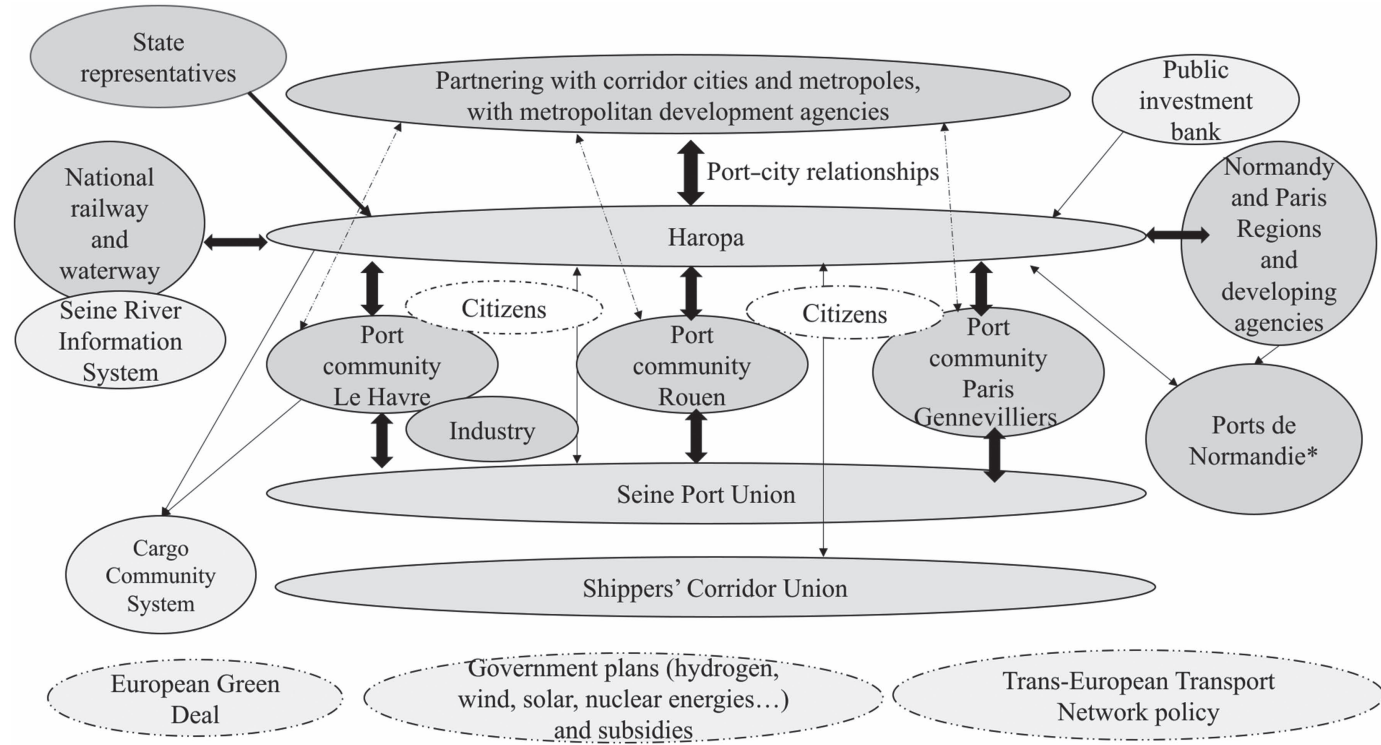 State
representatives
Partnering with corridor cities and metropoles,
with metropolitan development agencies
Public
investment
bank
National
railway
and
waterway
Port–city relationships
Normandy
and Paris
Regions
and
developing
agencies
Haropa
Seine River
Information
System
Citizens
Citizens
Port
community
Le Havre
Port
community
Rouen
Port
community
Paris
Gennevilliers
Industry
Ports de
Normandie*
Seine Port Union
Cargo
Community
System
Shippers’ Corridor Union
European Green
Deal
Government plans (hydrogen,
wind, solar, nuclear energies…)
and subsidies
Trans-European Transport
Network policy